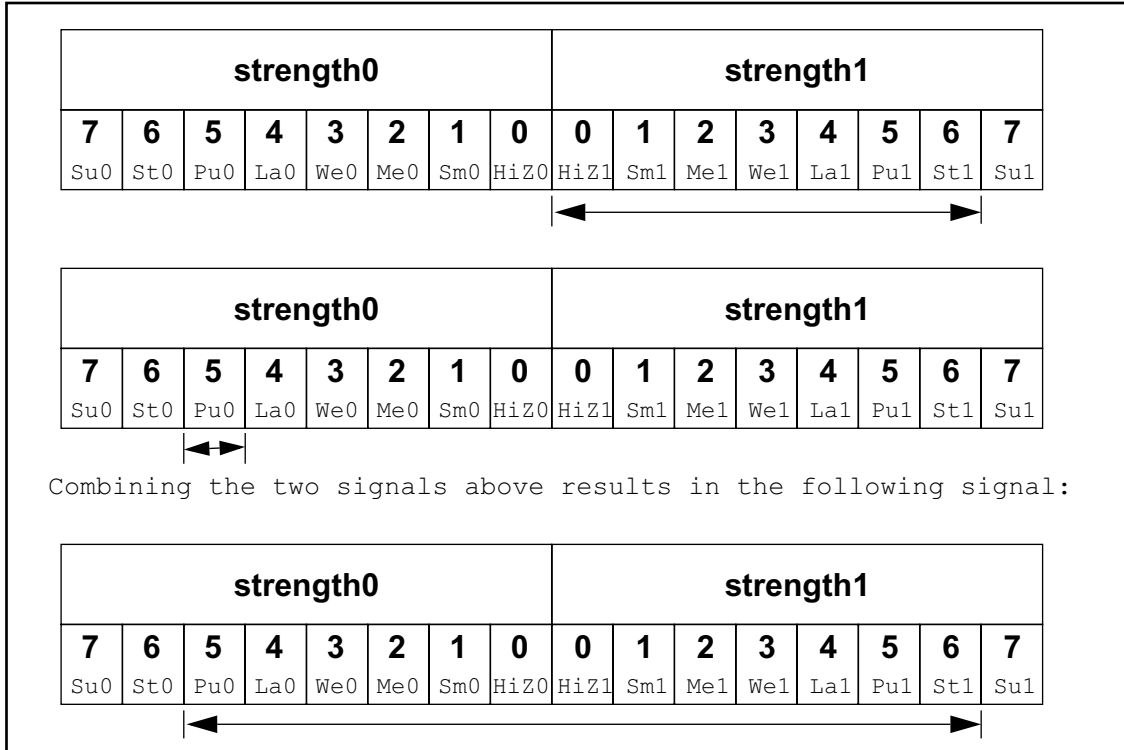 strength0 strength1
7 6 5 4 3 2 1 0 0 1 2 3 4 5 6 7
Su0 St0 Pu0 La0 We0 Me0 Sm0 HiZ0 HiZ1 Sm1 Me1 We1 La1 Pu1 St1 Su1
strength0 strength1
7 6 5 4 3 2 1 0 0 1 2 3 4 5 6 7
Su0 St0 Pu0 La0 We0 Me0 Sm0 HiZ0 HiZ1 Sm1 Me1 We1 La1 Pu1 St1 Su1
Combining the two signals above results in the following signal:
strength0 strength1
7 6 5 4 3 2 1 0 0 1 2 3 4 5 6 7
Su0 St0 Pu0 La0 We0 Me0 Sm0 HiZ0 HiZ1 Sm1 Me1 We1 La1 Pu1 St1 Su1